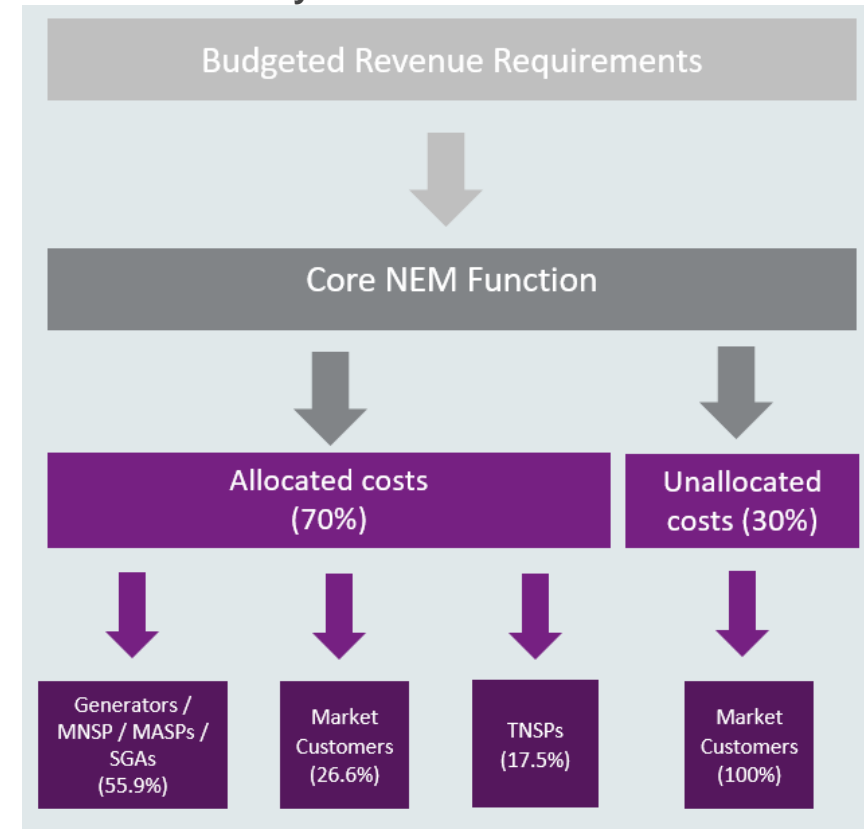 Budgeted Revenue Requirements
Core NEM Function
Allocated costs
(70%)
Unallocated
costs (30%)
Generators /
MNSP / MASPs /
SGAs
(55.9%)
Market
Customers
(26.6%)
TNSPs
(17.5%)
Market
Customers
(100%)